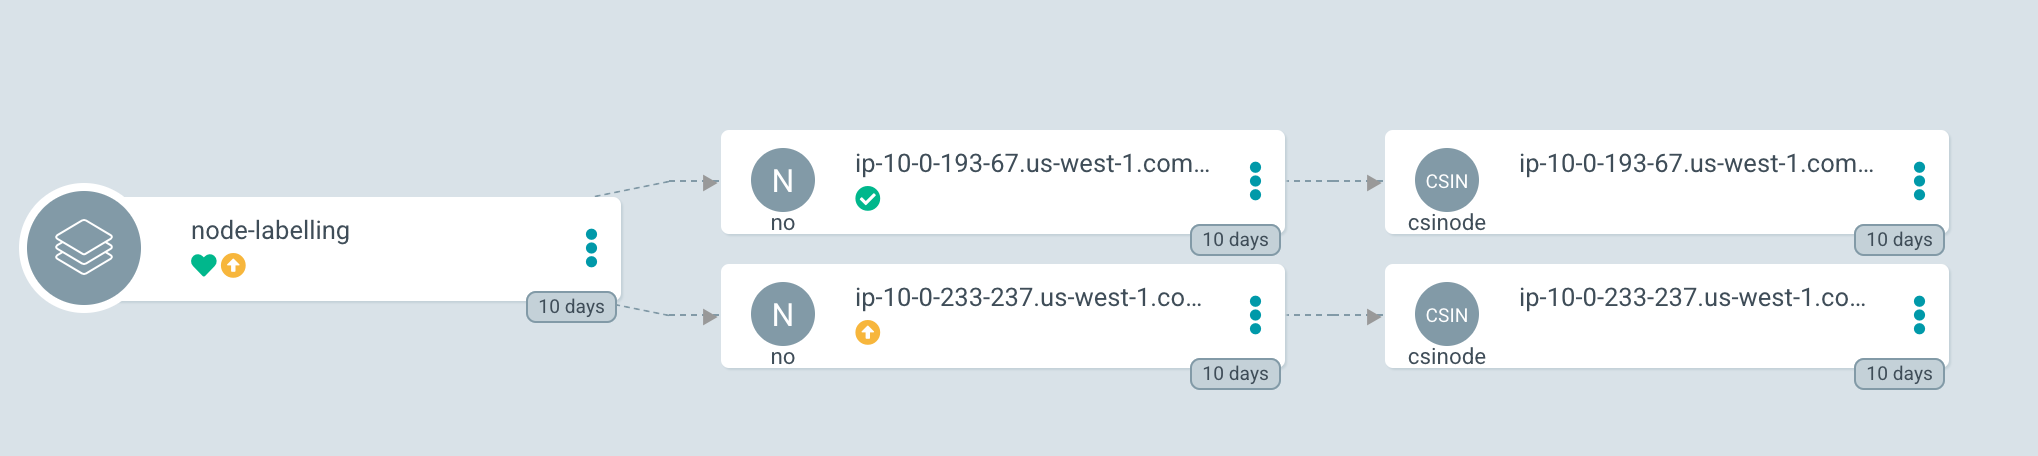 node-labelling
10 days
N
no
ip-10-0-193-67.us-west-1.com...
10 days
CSIN
csinode
ip-10-0-193-67.us-west-1.com...
10 days
N
no
ip-10-0-233-237.us-west-1.co...
10 days
CSIN
csinode
ip-10-0-233-237.us-west-1.co...
10 days